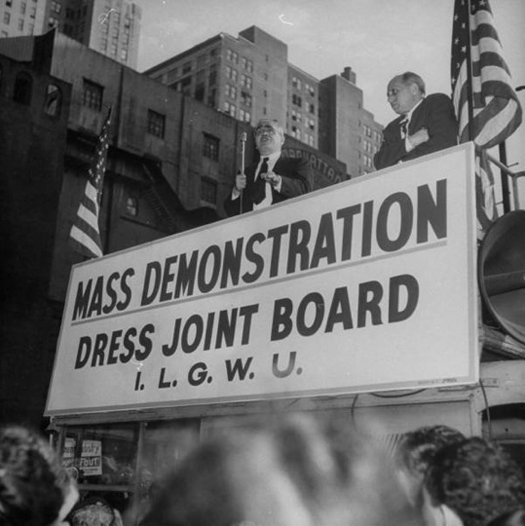 MASS DEMONSTRATION
DRESS JOINT BOARD
I. L. G. W. U.